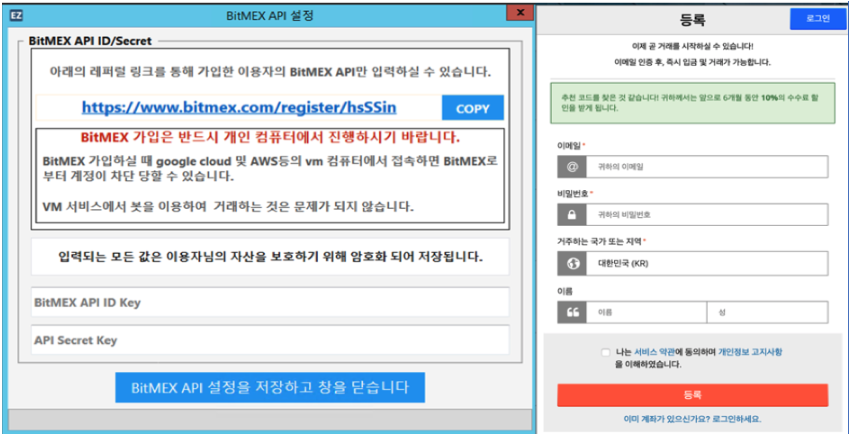 EZ
BitMEX API 설정
x
BitMEX API ID/Secret
아래의 레퍼럴 링크를 통해 가입한 이용자의 BitMEX API만 입력하실 수 있습니다.
https://www.bitmex.com/register/hsSSin
COPY
BitMEX 가입은 반드시 개인 컴퓨터에서 진행하시기 바랍니다.
BitMEX 가입하실 때 google cloud 및 AWS등의 vm 컴퓨터에서 접속하면 BitMEX로
부터 계정이 차단 당할 수 있습니다.
VM 서비스에서 봇을 이용하여 거래하는 것은 문제가 되지 않습니다.
입력되는 모든 값은 이용자님의 자산을 보호하기 위해 암호화 되어 저장됩니다.
BitMEX API ID Key
API Secret Key
BitMEX API 설정을 저장하고 창을 닫습니다
등록
로그인
이제 곧 거래를 시작하실 수 있습니다!
이메일 인증 후, 즉시 입금 및 거래가 가능합니다.
추천 코드를 찾은 것 같습니다! 귀하께서는 앞으로 6개월 동안 10%의 수수료 할
인을 받게 됩니다.
이메일*
@ 귀하의 이메일
비밀번호*
귀하의 비밀번호
거주하는 국가 또는 지역*
대한민국 (KR)
이름
이름 성
나는 서비스 약관에 동의하며 개인정보 고지사항
을 이해하였습니다.
등록
이미 계좌가 있으신가요? 로그인하세요.